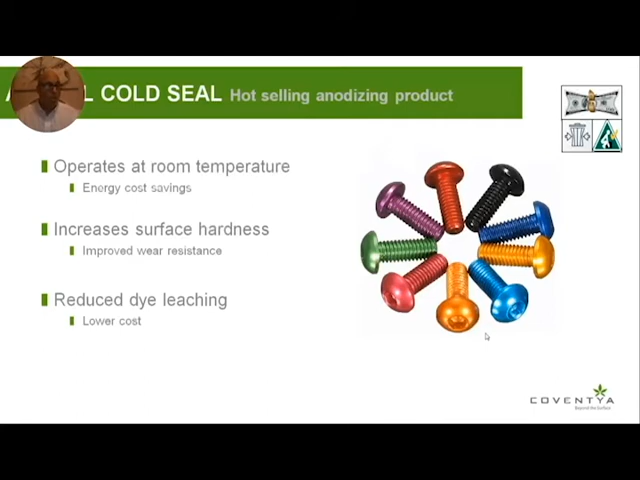 L COLD SEAL Hot selling anodizing product
Operates at room temperature
Energy cost savings
Increases surface hardness
Improved wear resistance
Reduced dye leaching
Lower cost
COVENTYA
Beyond the Surface